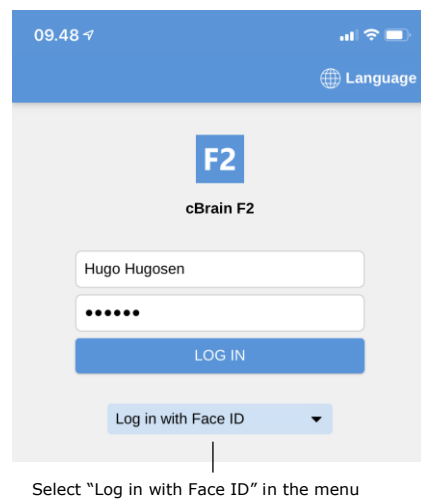 09.48
Language
F2
cBrain F2
Hugo Hugosen
••••••
LOG IN
Log in with Face ID
Select “Log in with Face ID” in the menu